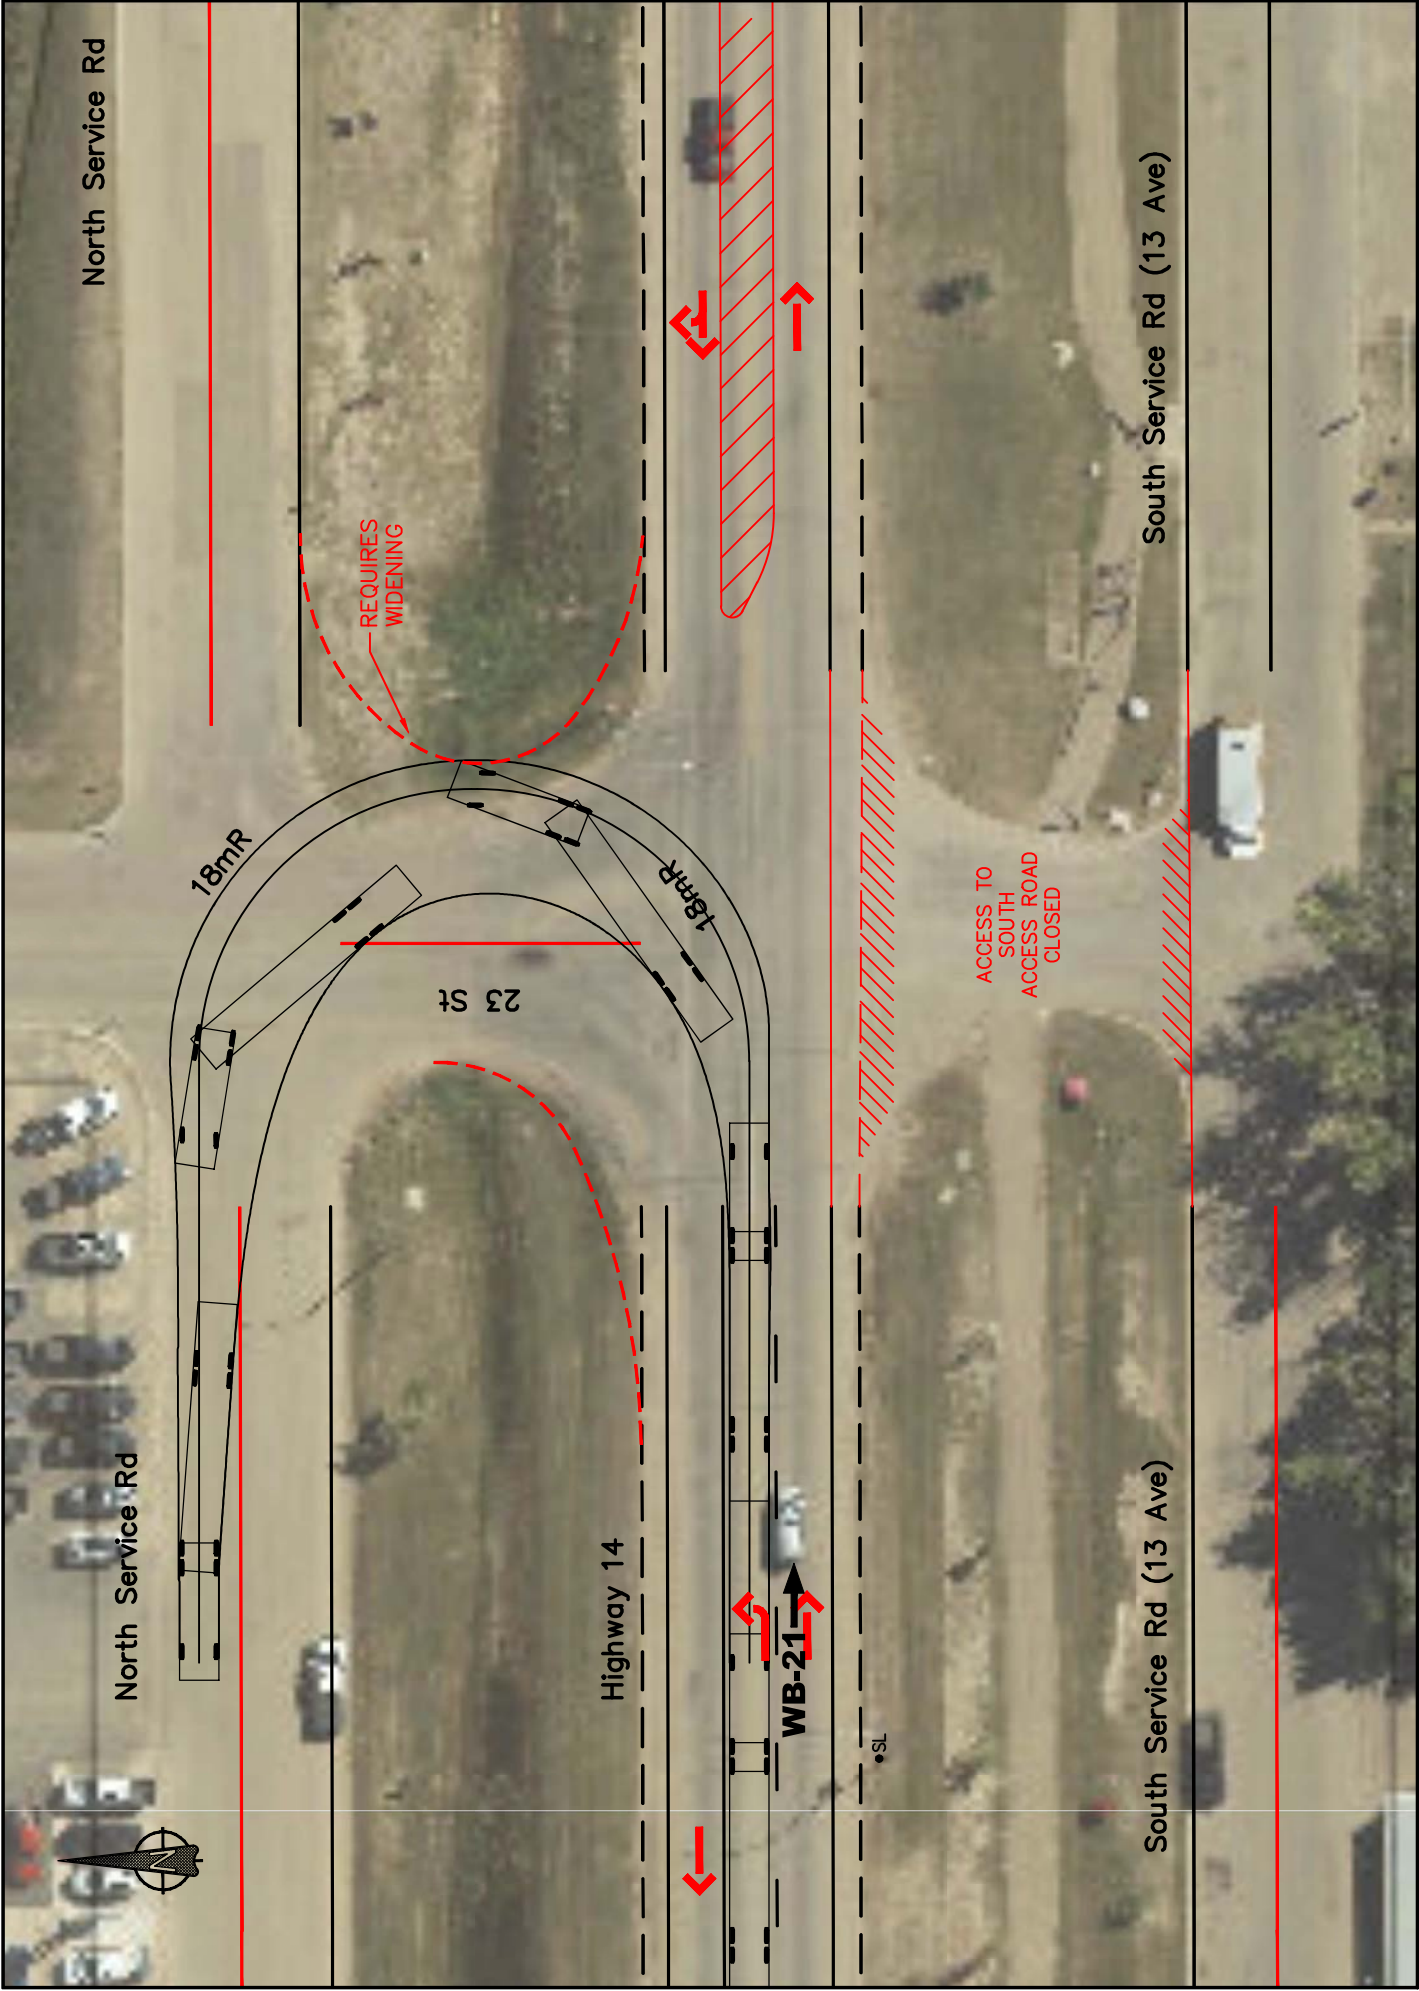 North Service Rd
North Service Rd
18mR
18mR
REQUIRES
WIDENING
23 St
Highway 14
WB-21
SL
N
ACCESS TO
SOUTH
ACCESS ROAD
CLOSED
South Service Rd (13 Ave)
South Service Rd (13 Ave)